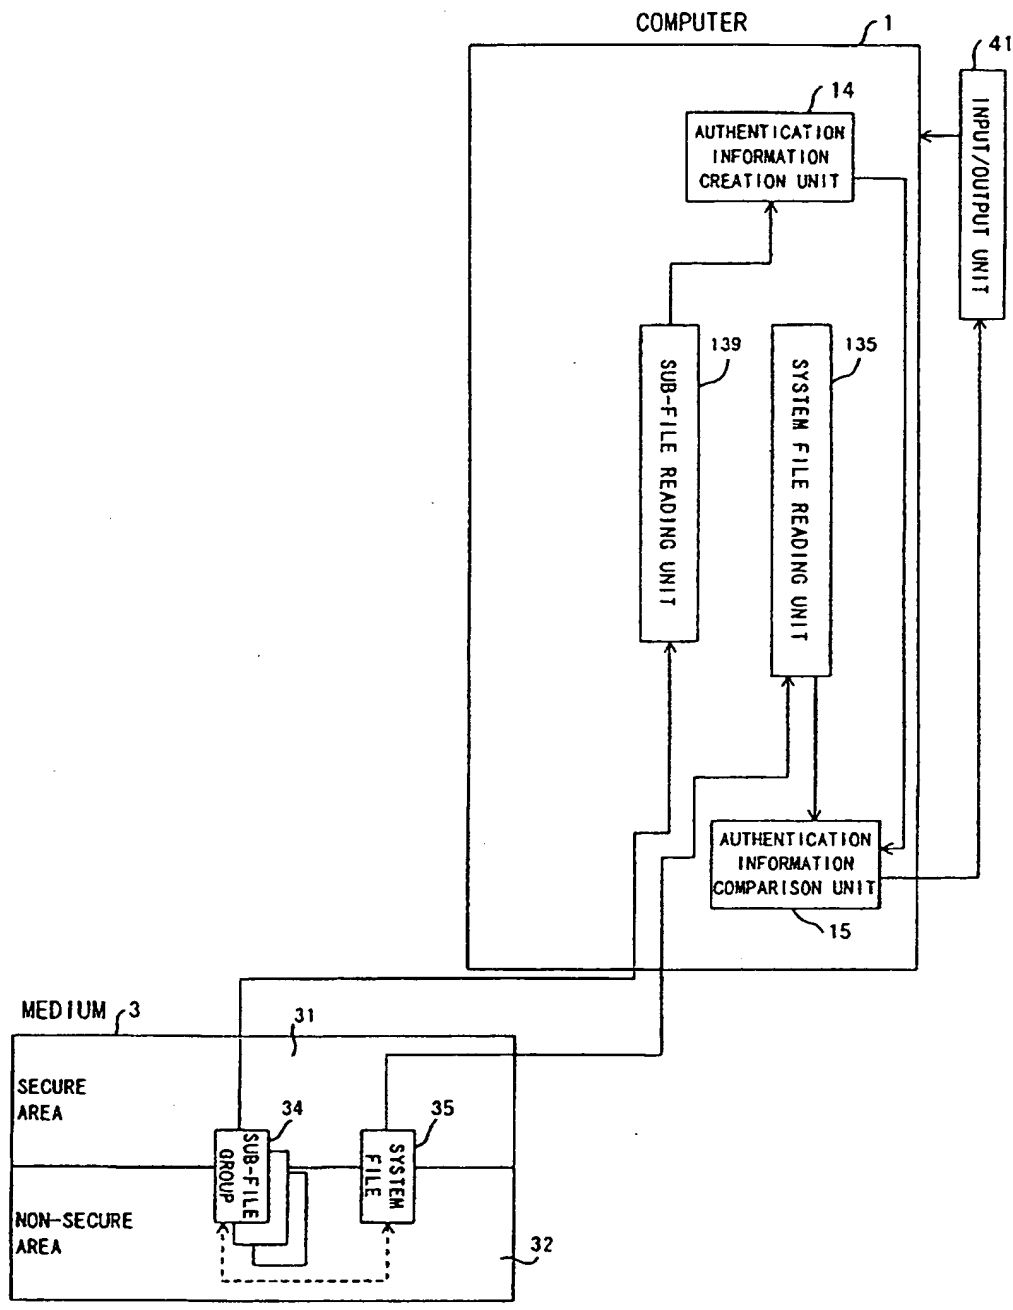 COMPUTER
1
41
14
AUTHENTICATION
INFORMATION
CREATION UNIT
INPUT/OUTPUT UNIT
139
135
SUB-FILE READING UNIT
SYSTEM FILE READING UNIT
AUTHENTICATION
INFORMATION
COMPARISON UNIT
15
MEDIUM
3
31
SECURE
AREA
34
35
SUB-FILE
GROUP
SYSTEM
FILE
NON-SECURE
AREA
32